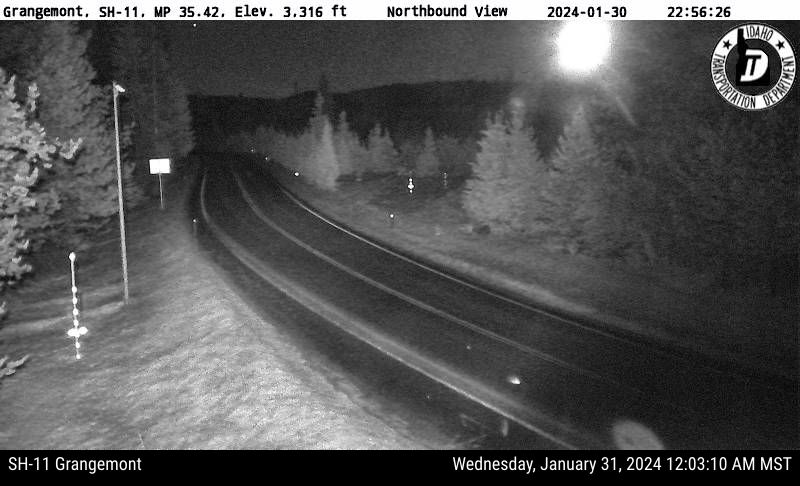 Grangemont, SH-11, MP 35.42, Elev. 3,316 ft Northbound View 2024-01-30 22:56:26
IDAHO
TRANSPORTATION DEPARTMENT
SH-11 Grangemont Wednesday, January 31, 2024 12:03:10 AM MST